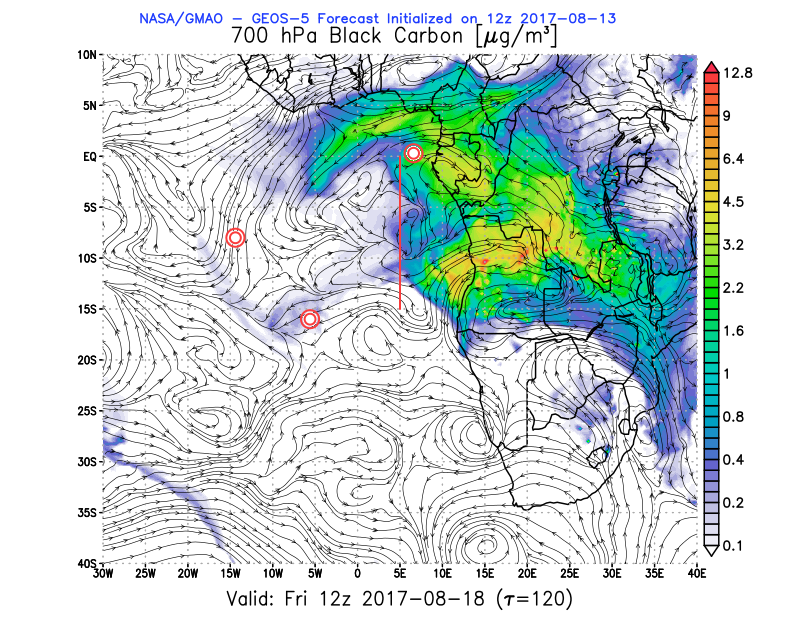 NASA/GMAO − GEOS−5 Forecast Initialized on 12z 2017−08−13
700 hPa Black Carbon [μg/m³]
10N
5N
EQ
5S
10S
15S
20S
25S
30S
35S
40S
30W 25W 20W 15W 10W 5W 0 5E 10E 15E 20E 25E 30E 35E 40E
12.8
9
6.4
4.5
3.2
2.2
1.6
1
0.8
0.4
0.2
0.1
Valid: Fri 12z 2017−08−18 (τ=120)